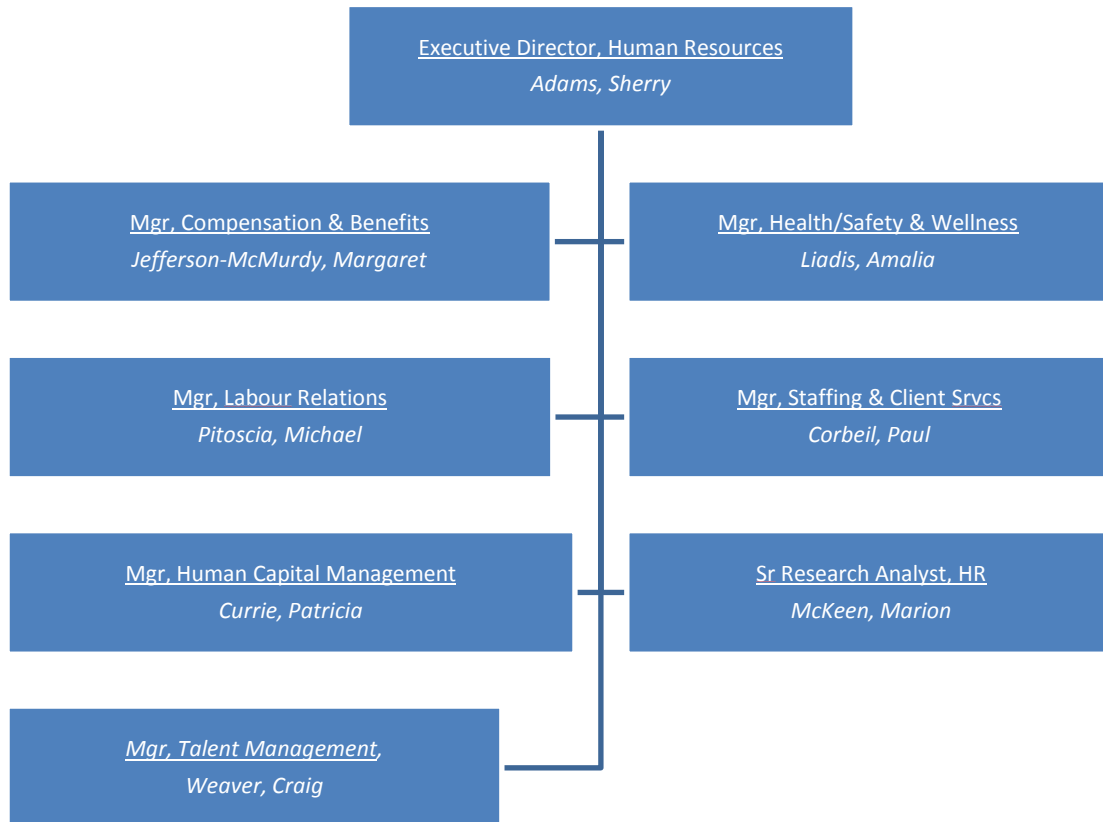 Executive Director, Human Resources
Adams, Sherry
Mgr, Compensation & Benefits
Jefferson-McMurdy, Margaret
Mgr, Health/Safety & Wellness
Liadis, Amalia
Mgr, Labour Relations
Pitoscia, Michael
Mgr, Staffing & Client Srvcs
Corbeil, Paul
Mgr, Human Capital Management
Currie, Patricia
Sr Research Analyst, HR
McKeen, Marion
Mgr, Talent Management,
Weaver, Craig